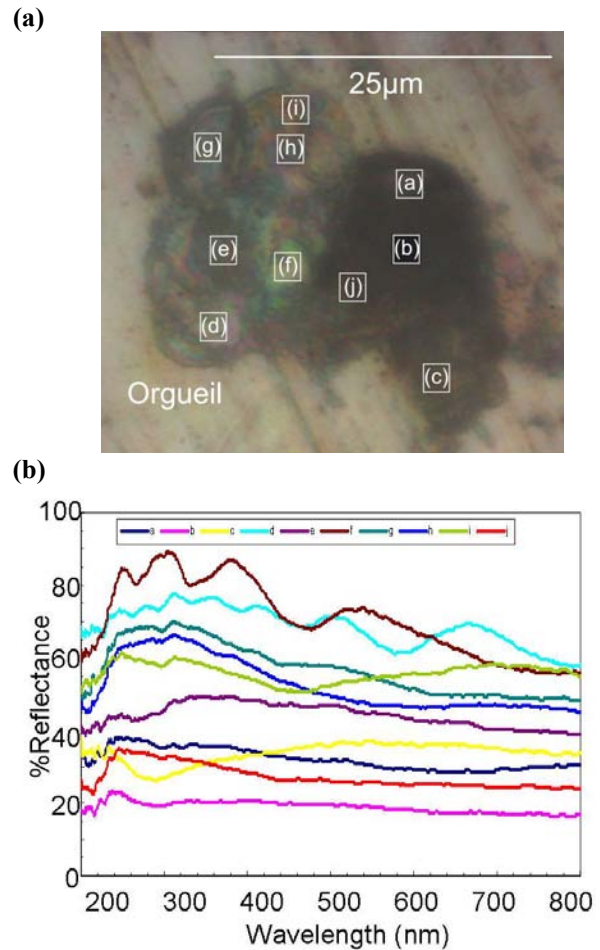 (a)
25µm
(i)
(g)
(h)
(a)
(e)
(b)
(f)
(j)
(d)
(c)
Orgueil
(b)
100
80
60
40
20
0
a b c d e f g h i j
%Reflectance
200 300 400 500 600 700 800
Wavelength (nm)